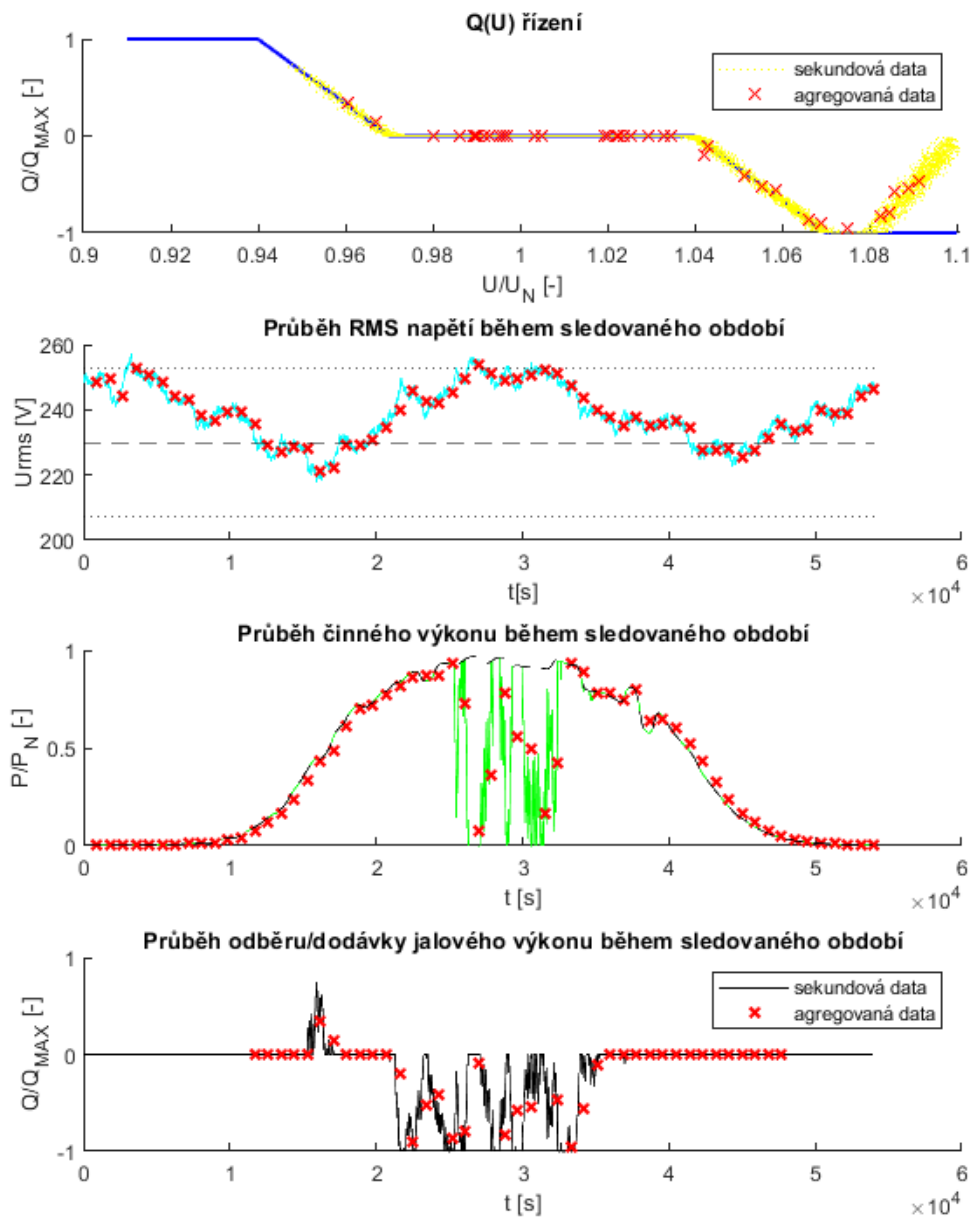 Q(U) řízení
1
0
-1
Q/Q_MAX [-]
sekundová data
agregovaná data
0.9 0.92 0.94 0.96 0.98 1 1.02 1.04 1.06 1.08 1.1
U/U_N [-]
Průběh RMS napětí během sledovaného období
260
240
220
200
Urms [V]
0 1 2 3 4 5 6
t[s]
×10^4
Průběh činného výkonu během sledovaného období
1
0.5
0
P/P_N [-]
0 1 2 3 4 5 6
t [s]
×10^4
Průběh odběru/dodávky jalového výkonu během sledovaného období
1
0
-1
Q/Q_MAX [-]
sekundová data
agregovaná data
0 1 2 3 4 5 6
t [s]
×10^4